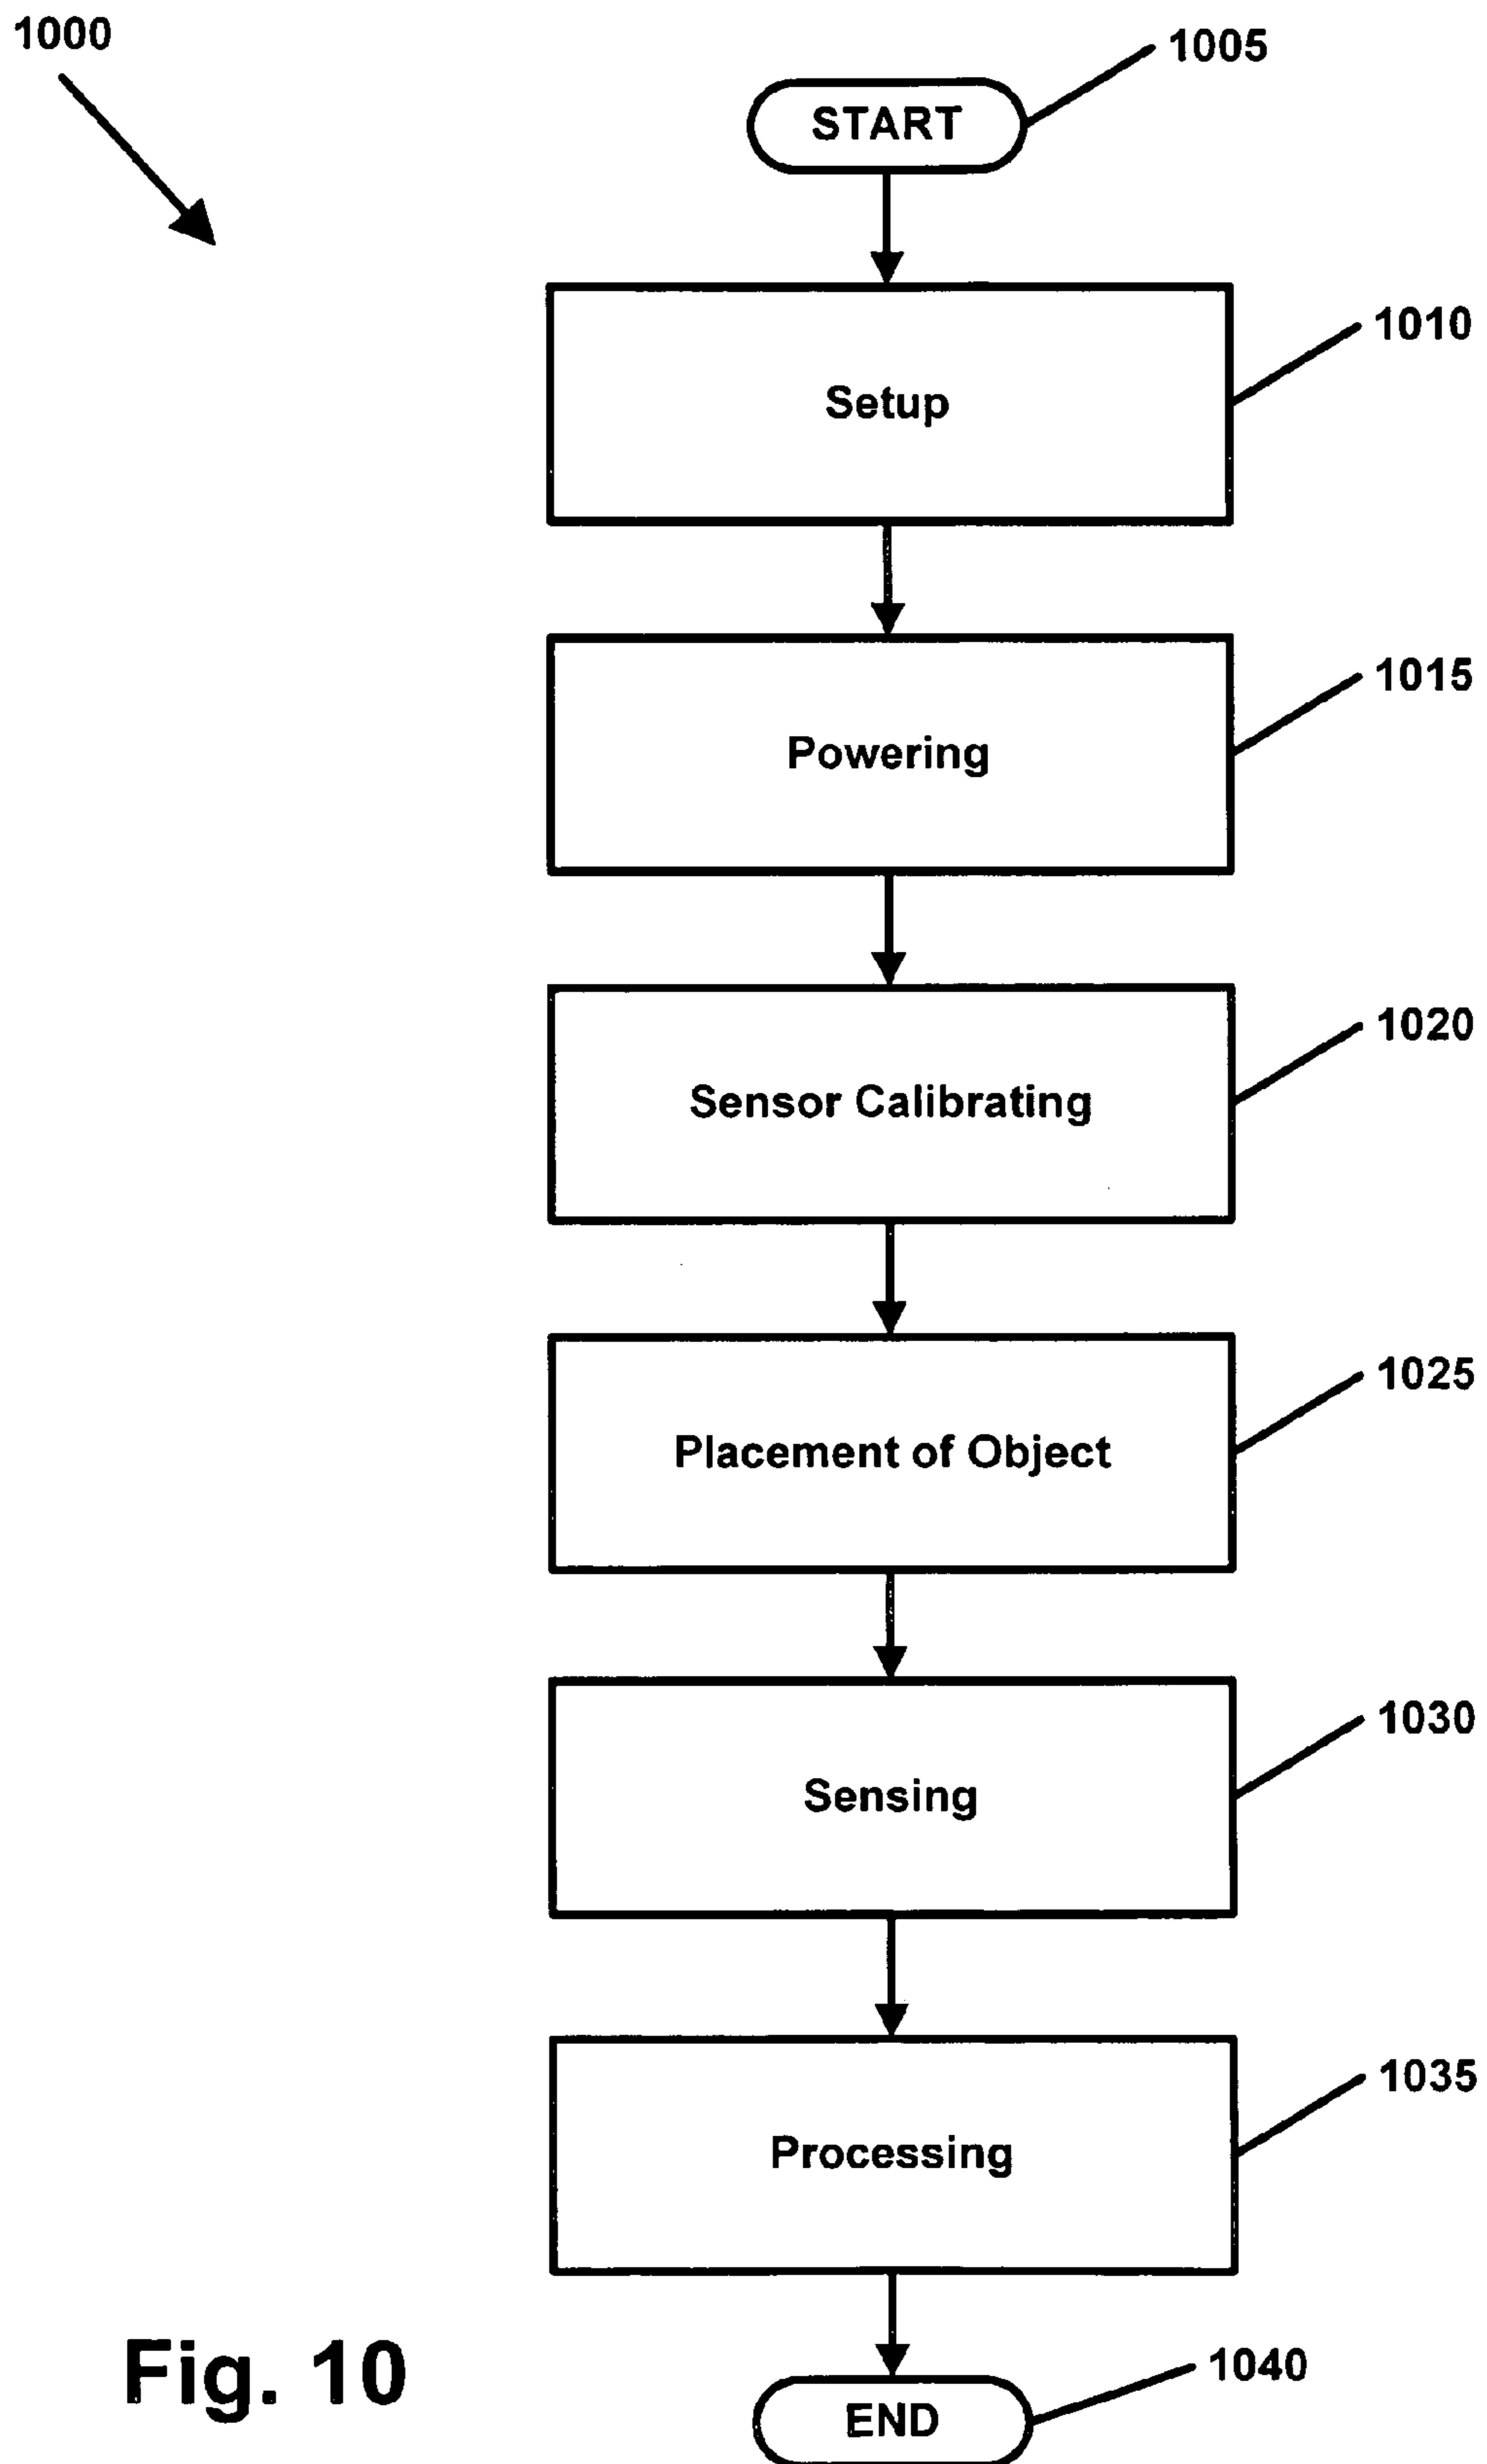 1000
1005
START
1010
Setup
1015
Powering
1020
Sensor Calibrating
1025
Placement of Object
1030
Sensing
1035
Processing
1040
END
Fig. 10